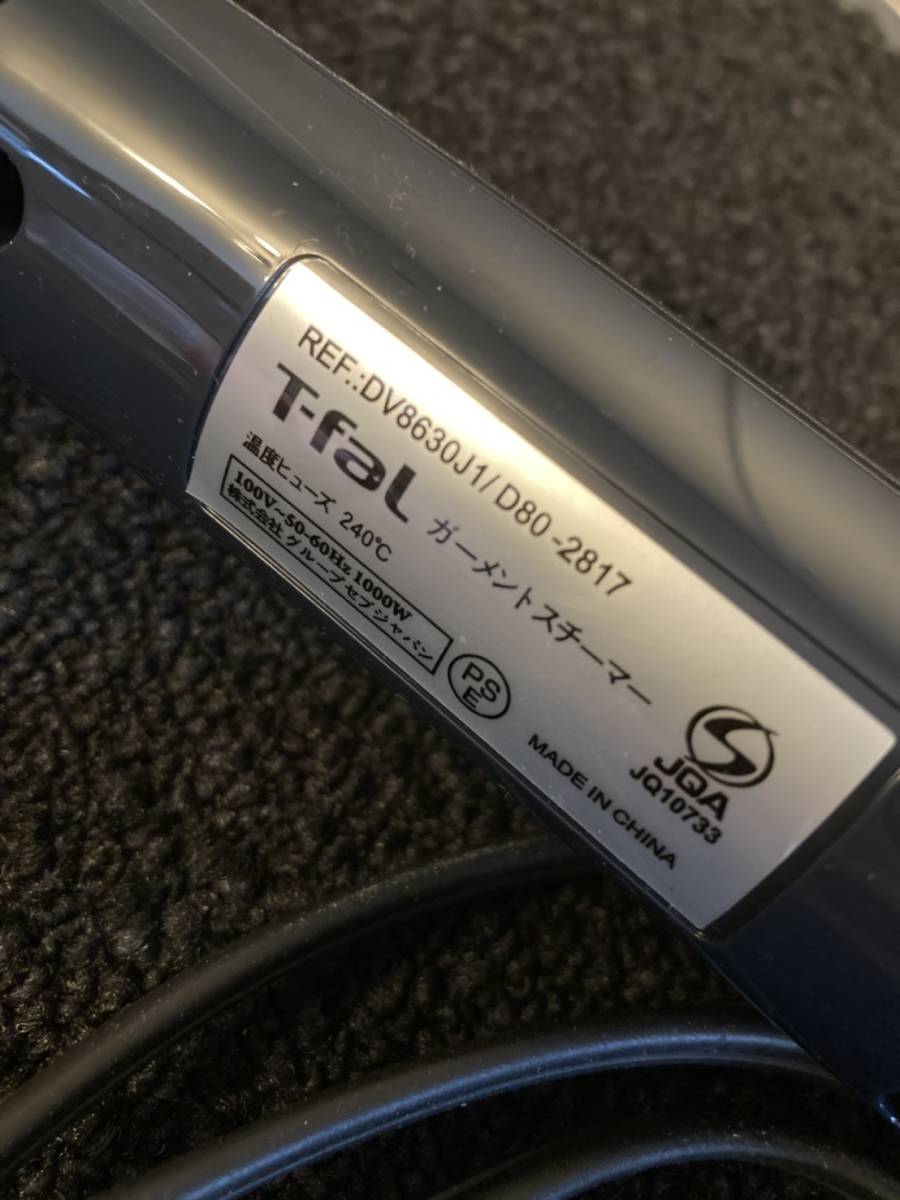 REF.:DV8630J1/D80-2817
T-faL ガーメントスチーマー
温度ヒューズ 240℃
100V~50-60Hz 1000W
株式会社 グループセブジャパン
PS
E
JQA
JQ10733
MADE IN CHINA